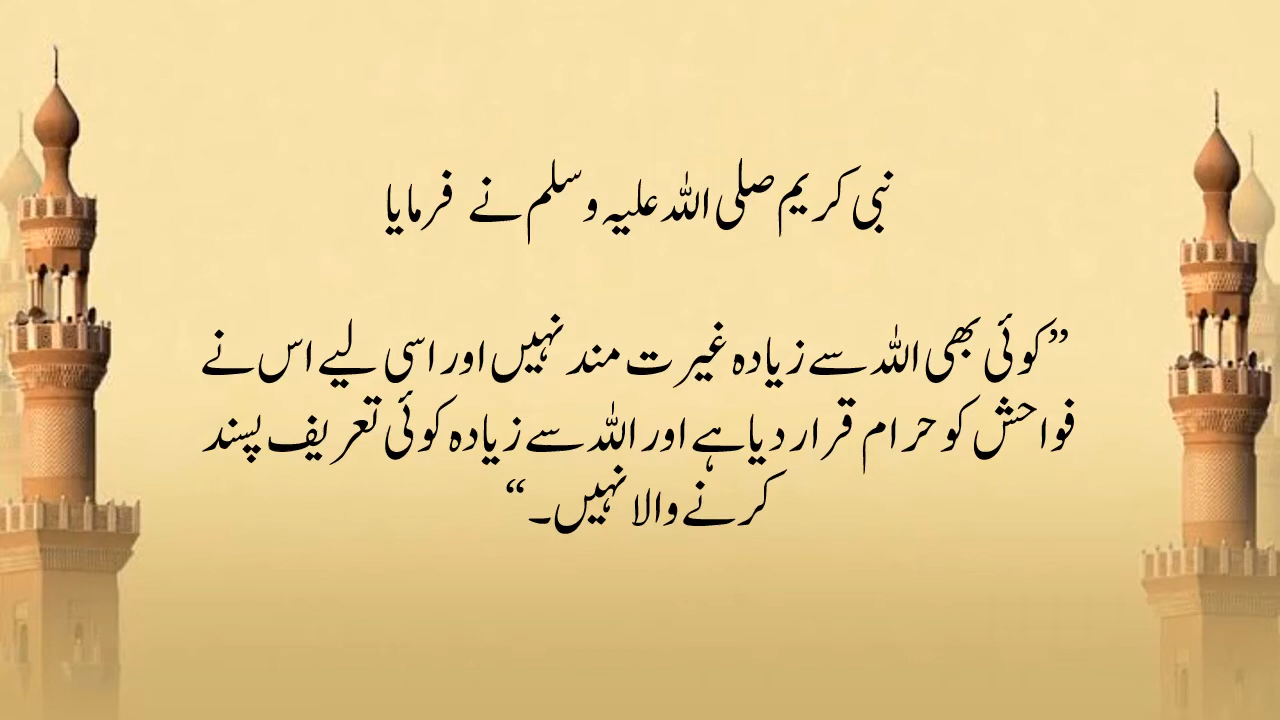 نبی کریم صلی اللہ علیہ وسلم نے فرمایا
”کوئی بھی اللہ سے زیادہ غیرت مند نہیں اور اسی لیے اس نے
فواحش کو حرام قرار دیا ہے اور اللہ سے زیادہ کوئی تعریف پسند
کرنے والا نہیں۔“